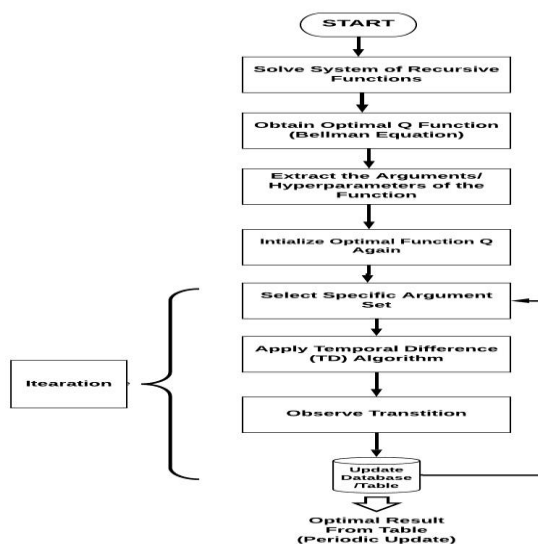 START
Solve System of Recursive
Functions
Obtain Optimal Q Function
(Bellman Equation)
Extract the Arguments/
Hyperparameters of the
Function
Intialize Optimal Function Q
Again
Select Specific Argument
Set
Apply Temporal Difference
(TD) Algorithm
Itearation
Observe Transtition
Update
Database
/Table
Optimal Result
From Table
(Periodic Update)